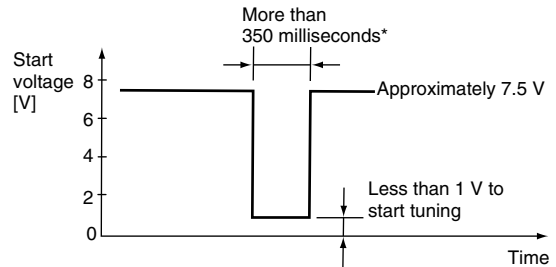 More than
350 milliseconds*
Start
voltage
[V]
8
6
4
2
0
Approximately 7.5 V
Less than 1 V to
start tuning
Time